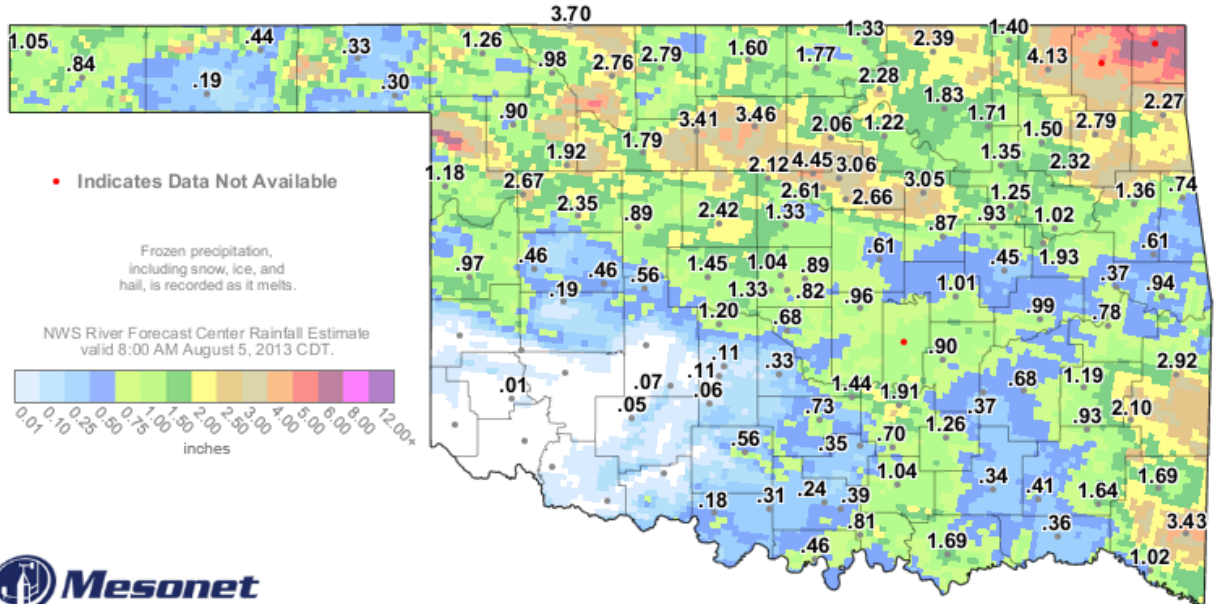 3.70
1.33 1.40
1.05 .44 .33 1.26 2.79 1.60 1.77 2.39 4.13
.84 .98 2.76 2.28
.19 .30 1.83 2.27
.90 3.41 3.46 2.06 1.22 1.71 1.50 2.79
1.79
1.92 2.12 4.45 3.06 1.35 2.32
1.18 2.67 2.61 2.66 3.05 1.25 1.36 .74
Indicates Data Not Available
2.35 .89 2.42 1.33 .87 .93 1.02
Frozen precipitation,
including snow, ice, and
hail, is recorded as it melts.
.97 .46 .46 .56 1.45 1.04 .89 .61 .45 1.93 .37 .61
.19 1.33 .82 .96 1.01 .99 .94
1.20 .68 .78
NWS River Forecast Center Rainfall Estimate
valid 8:00 AM August 5, 2013 CDT.
.11 .33 .90 2.92
.01 .07 .11 .06 1.44 1.91 .68 1.19
.05 .73 .37 2.10
0.01 0.10 0.25 0.50 0.75 1.00 1.50 2.00 2.50 3.00 4.00 5.00 6.00 8.00 12.00+
inches
.56 .35 .70 1.26 .93
1.04 .34 .41 1.64 1.69
.18 .31 .24 .39
.81 .36 3.43
.46 1.69 1.02
Mesonet